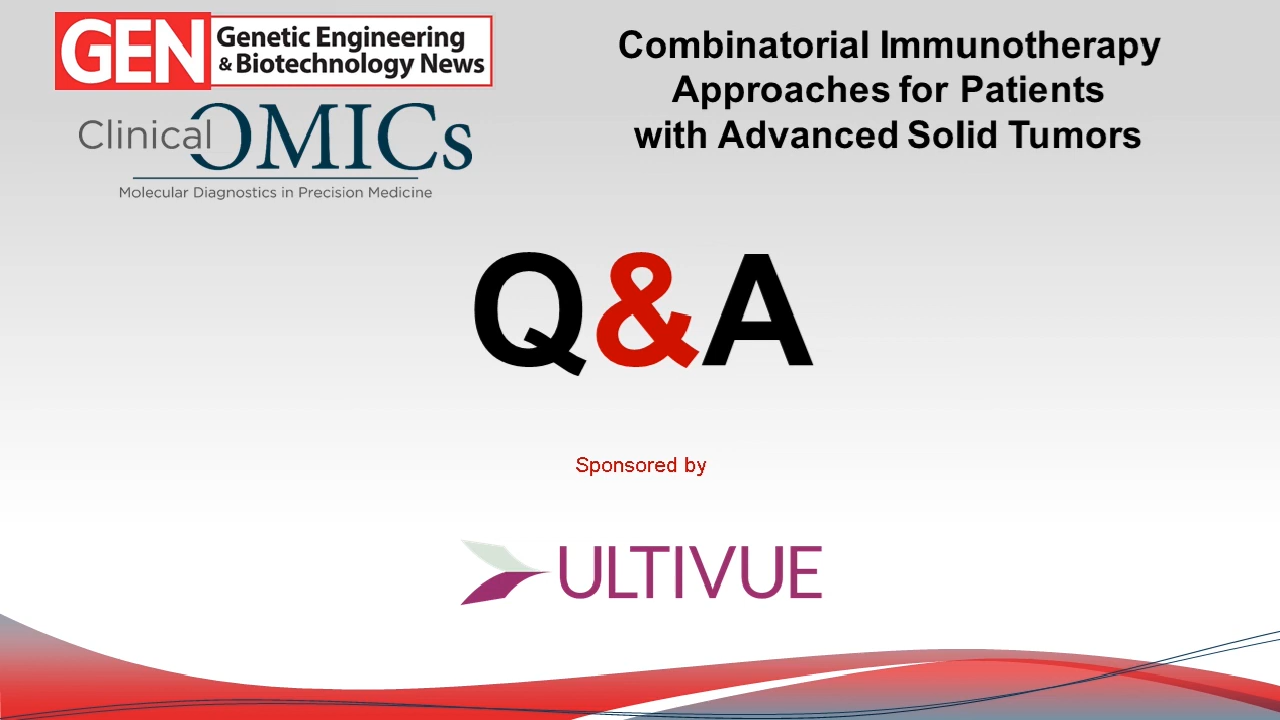 GEN Genetic Engineering
& Biotechnology News
Clinical OMICs
Molecular Diagnostics in Precision Medicine
Combinatorial Immunotherapy
Approaches for Patients
with Advanced Solid Tumors
Q&A
Sponsored by
ULTIVUE